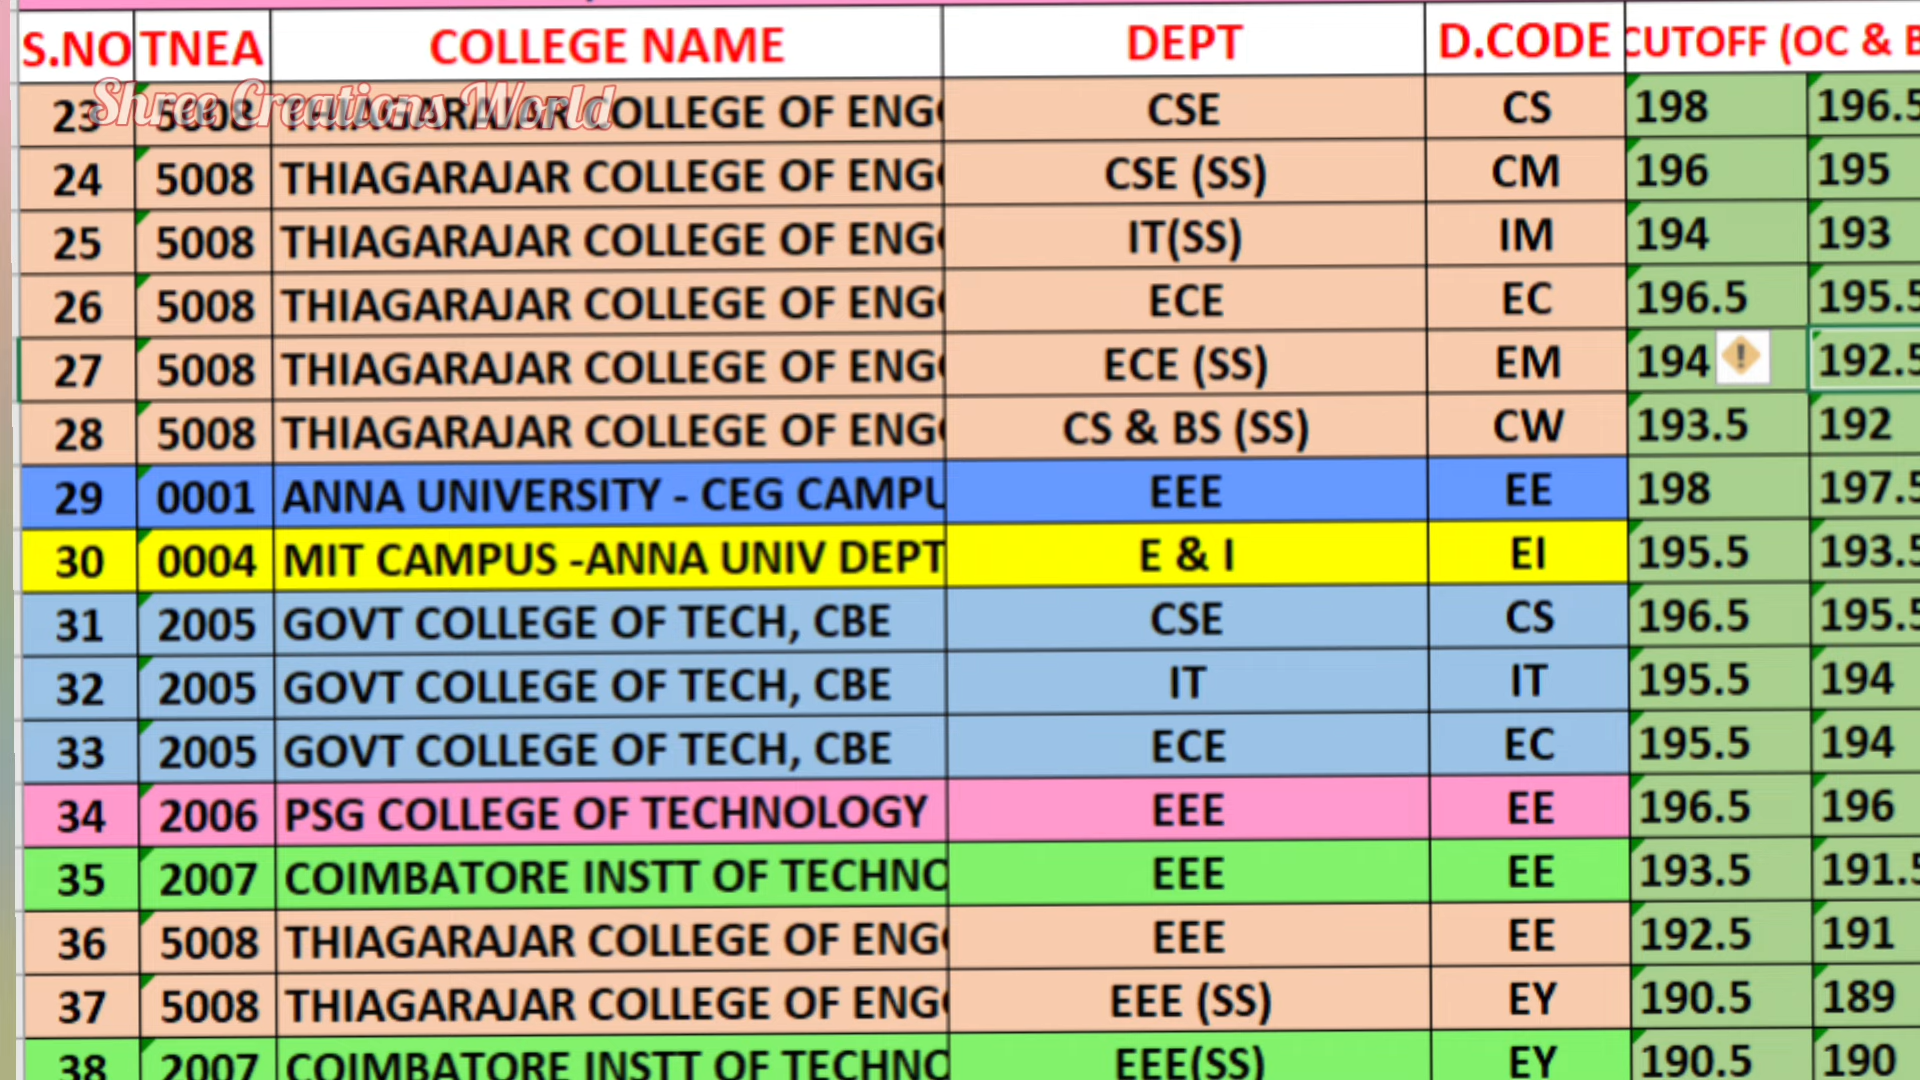 S.NO TNEA COLLEGE NAME DEPT D.CODE CUTOFF (OC & B
Shree Creations World
23 5008 THIAGARAJAR COLLEGE OF ENG CSE CS 198 196.5
24 5008 THIAGARAJAR COLLEGE OF ENG CSE (SS) CM 196 195
25 5008 THIAGARAJAR COLLEGE OF ENG IT(SS) IM 194 193
26 5008 THIAGARAJAR COLLEGE OF ENG ECE EC 196.5 195.5
27 5008 THIAGARAJAR COLLEGE OF ENG ECE (SS) EM 194 192.5
28 5008 THIAGARAJAR COLLEGE OF ENG CS & BS (SS) CW 193.5 192
29 0001 ANNA UNIVERSITY - CEG CAMPU EEE EE 198 197.5
30 0004 MIT CAMPUS -ANNA UNIV DEPT E & I EI 195.5 193.5
31 2005 GOVT COLLEGE OF TECH, CBE CSE CS 196.5 195.5
32 2005 GOVT COLLEGE OF TECH, CBE IT IT 195.5 194
33 2005 GOVT COLLEGE OF TECH, CBE ECE EC 195.5 194
34 2006 PSG COLLEGE OF TECHNOLOGY EEE EE 196.5 196
35 2007 COIMBATORE INSTT OF TECHNO EEE EE 193.5 191.5
36 5008 THIAGARAJAR COLLEGE OF ENG EEE EE 192.5 191
37 5008 THIAGARAJAR COLLEGE OF ENG EEE (SS) EY 190.5 189
38 2007 COIMBATORE INSTT OF TECHNO EEE(SS) EY 190.5 190